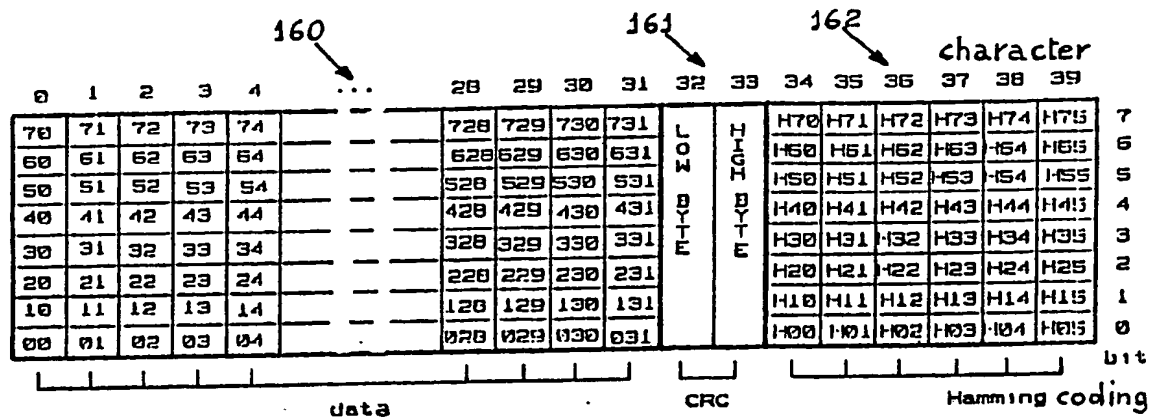 160 161 162
character
0 1 2 3 4 ... 28 29 30 31 32 33 34 35 36 37 38 39
70 71 72 73 74 728 729 730 731 LOW BYTE HIGH BYTE H70 H71 H72 H73 H74 H75 7
60 61 62 63 64 628 629 630 631 H60 H61 H62 H63 H64 H65 6
50 51 52 53 54 528 529 530 531 H50 H51 H52 H53 H54 H55 5
40 41 42 43 44 428 429 430 431 H40 H41 H42 H43 H44 H45 4
30 31 32 33 34 328 329 330 331 H30 H31 H32 H33 H34 H35 3
20 21 22 23 24 228 229 230 231 H20 H21 H22 H23 H24 H25 2
10 11 12 13 14 128 129 130 131 H10 H11 H12 H13 H14 H15 1
00 01 02 03 04 028 029 030 031 H00 H01 H02 H03 H04 H05 0
bit
data CRC Hamming coding